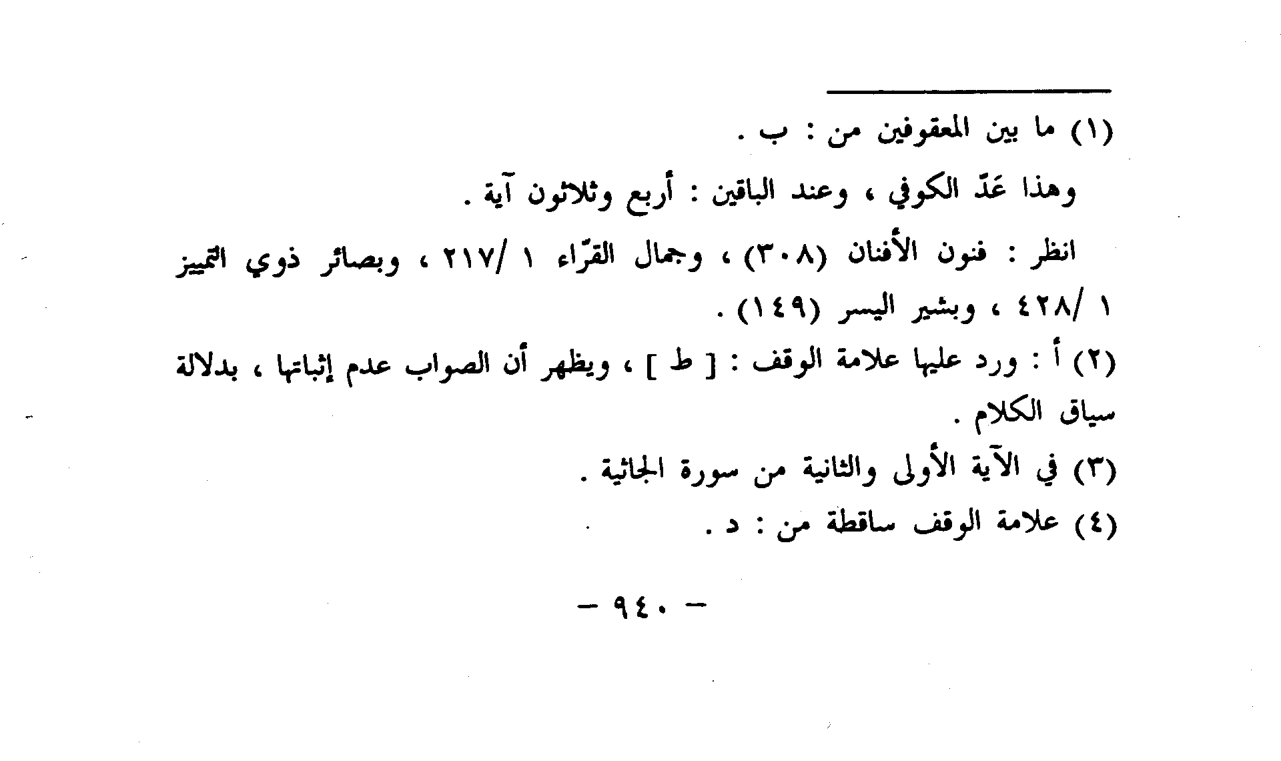 (١) ما بين المعقوفين من : ب .
وهذا عَدّ الكوفي ، وعند الباقين : أربع وثلاثون آية .
انظر : فنون الأفنان (٣٠٨) ، وجمال القرّاء ١ /٢١٧ ، وبصائر ذوي التمييز
١ /٤٢٨ ، وبشير اليسر (١٤٩) .
(٢) أ : ورد عليها علامة الوقف : [ ط ] ، ويظهر أن الصواب عدم إثباتها ، بدلالة
سياق الكلام .
(٣) في الآية الأولى والثانية من سورة الجاثية .
(٤) علامة الوقف ساقطة من : د .
– ٩٤٠ –